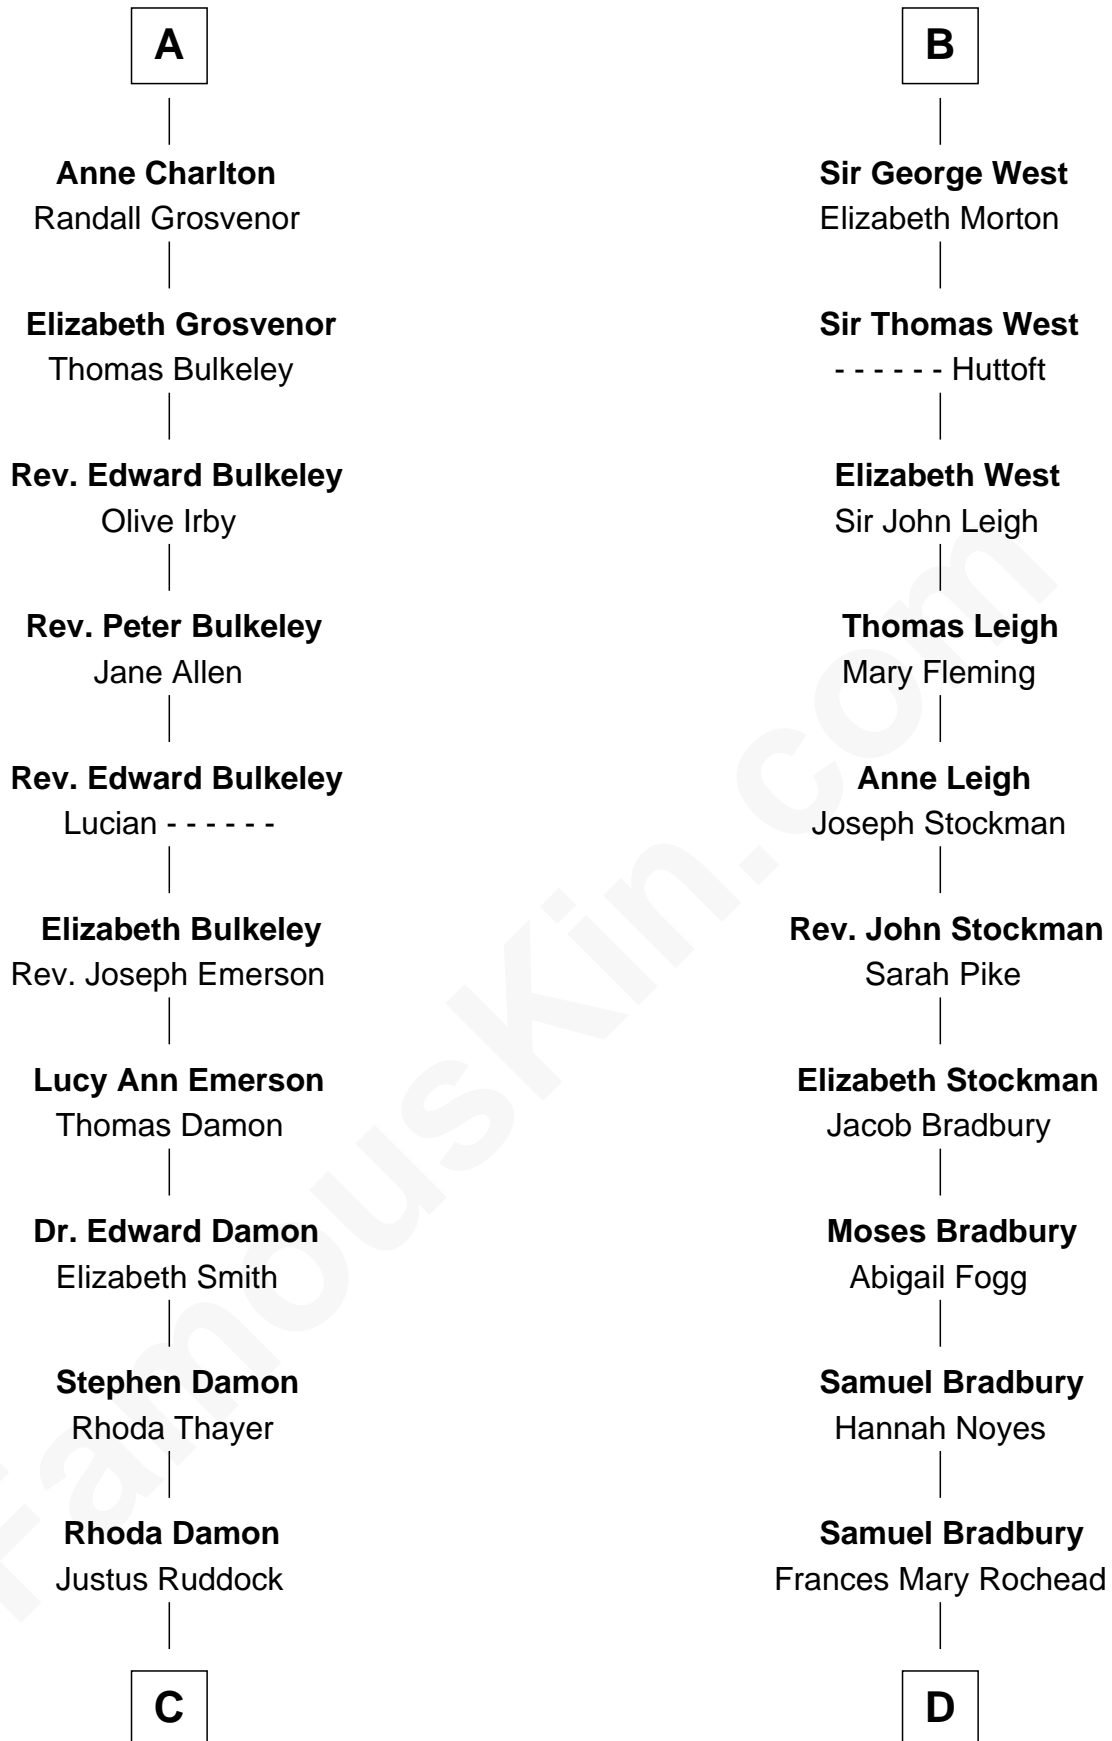 A
Anne Charlton
Randall Grosvenor
Elizabeth Grosvenor
Thomas Bulkeley
Rev. Edward Bulkeley
Olive Irby
Rev. Peter Bulkeley
Jane Allen
Rev. Edward Bulkeley
Lucian - - - - - -
Elizabeth Bulkeley
Rev. Joseph Emerson
Lucy Ann Emerson
Thomas Damon
Dr. Edward Damon
Elizabeth Smith
Stephen Damon
Rhoda Thayer
Rhoda Damon
Justus Ruddock
C
B
Sir George West
Elizabeth Morton
Sir Thomas West
- - - - - - Huttoft
Elizabeth West
Sir John Leigh
Thomas Leigh
Mary Fleming
Anne Leigh
Joseph Stockman
Rev. John Stockman
Sarah Pike
Elizabeth Stockman
Jacob Bradbury
Moses Bradbury
Abigail Fogg
Samuel Bradbury
Hannah Noyes
Samuel Bradbury
Frances Mary Rochead
D
FamousKin.com